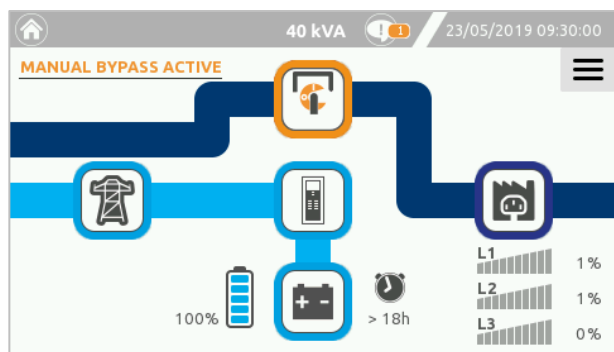 40 kVA
1
23/05/2019 09:30:00
MANUAL BYPASS ACTIVE
L1
1%
L2
1%
100%
> 18h
L3
0%